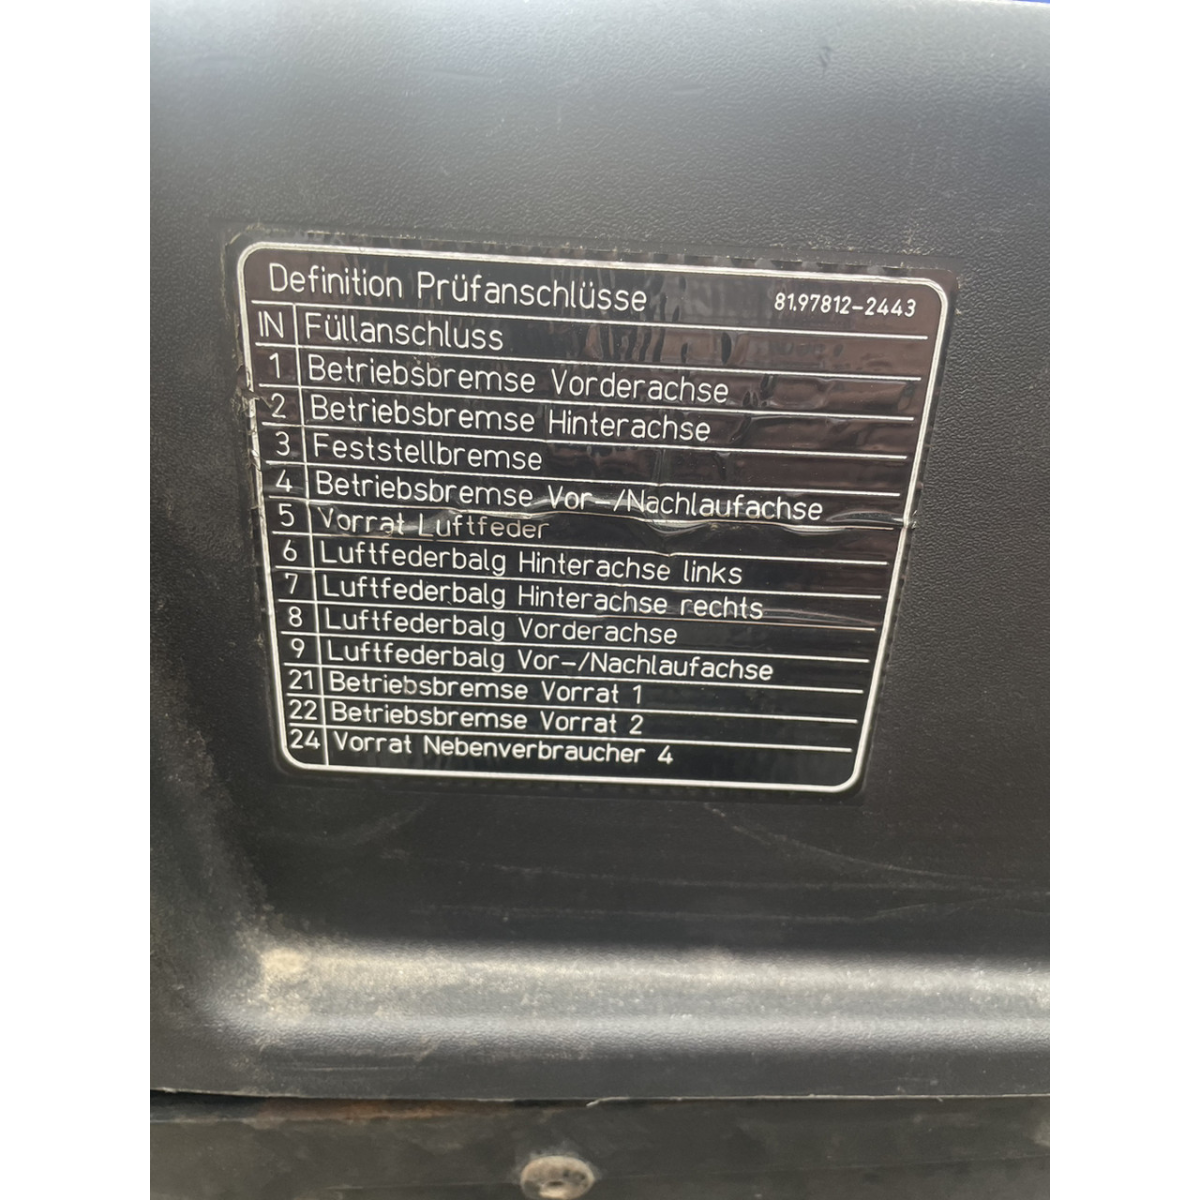 Definition Prüfanschlüsse 81.97812-2443
IN Füllanschluss
1 Betriebsbremse Vorderachse
2 Betriebsbremse Hinterachse
3 Feststellbremse
4 Betriebsbremse Vor-/Nachlaufachse
5 Vorrat Luftfeder
6 Luftfederbalg Hinterachse links
7 Luftfederbalg Hinterachse rechts
8 Luftfederbalg Vorderachse
9 Luftfederbalg Vor-/Nachlaufachse
21 Betriebsbremse Vorrat 1
22 Betriebsbremse Vorrat 2
24 Vorrat Nebenverbraucher 4